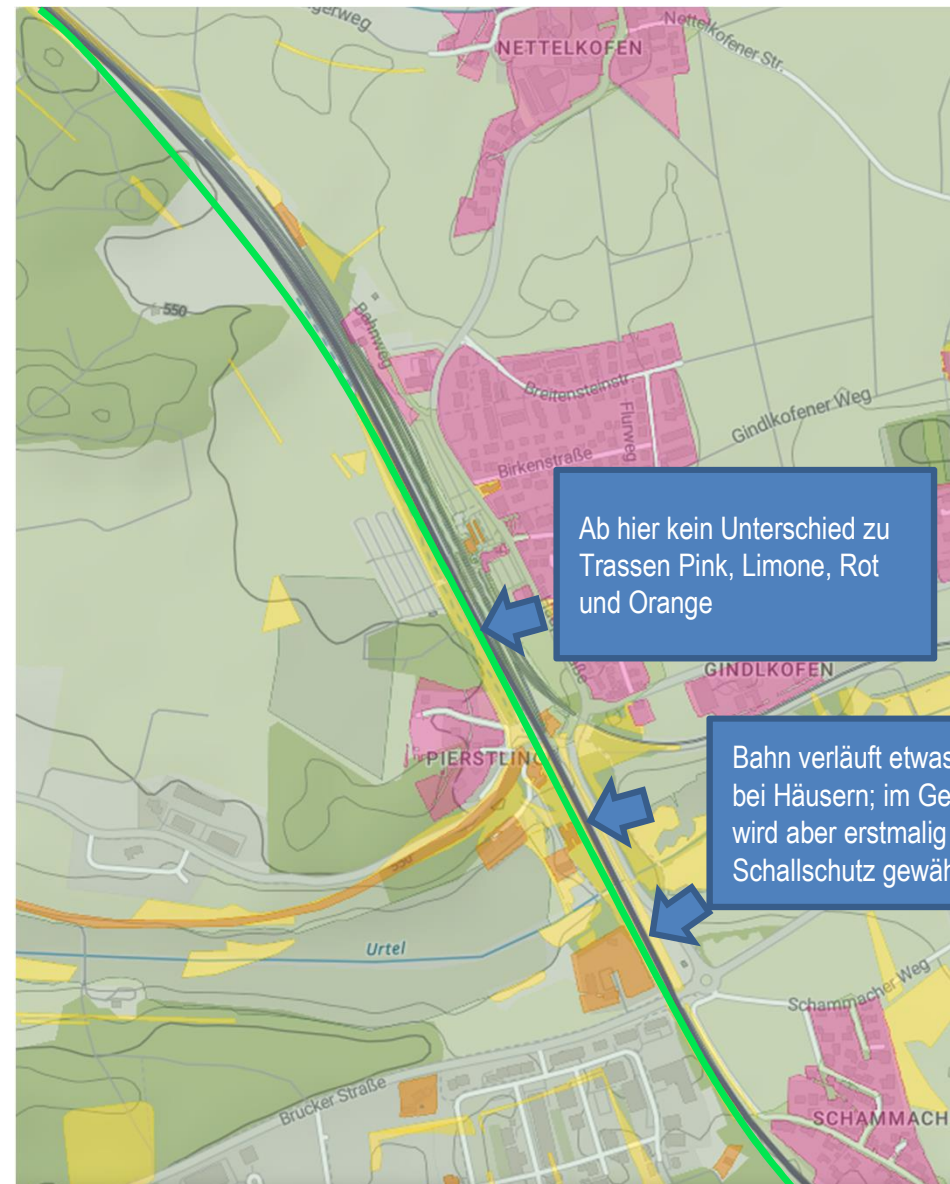 gerweg
NETTELKOFEN
Nettelkofener Str.
550
Bahnweg
Breitensteinstr.
Flurweg
Gindlkofener Weg
Birkenstraße
Ab hier kein Unterschied zu
Trassen Pink, Limone, Rot
und Orange
GINDLKOFEN
PIERSTLING
Bahn verläuft etwas
bei Häusern; im Ge
wird aber erstmalig
Schallschutz gewäh
550
Urtel
Schammacher Weg
Brucker Straße
SCHAMMACH